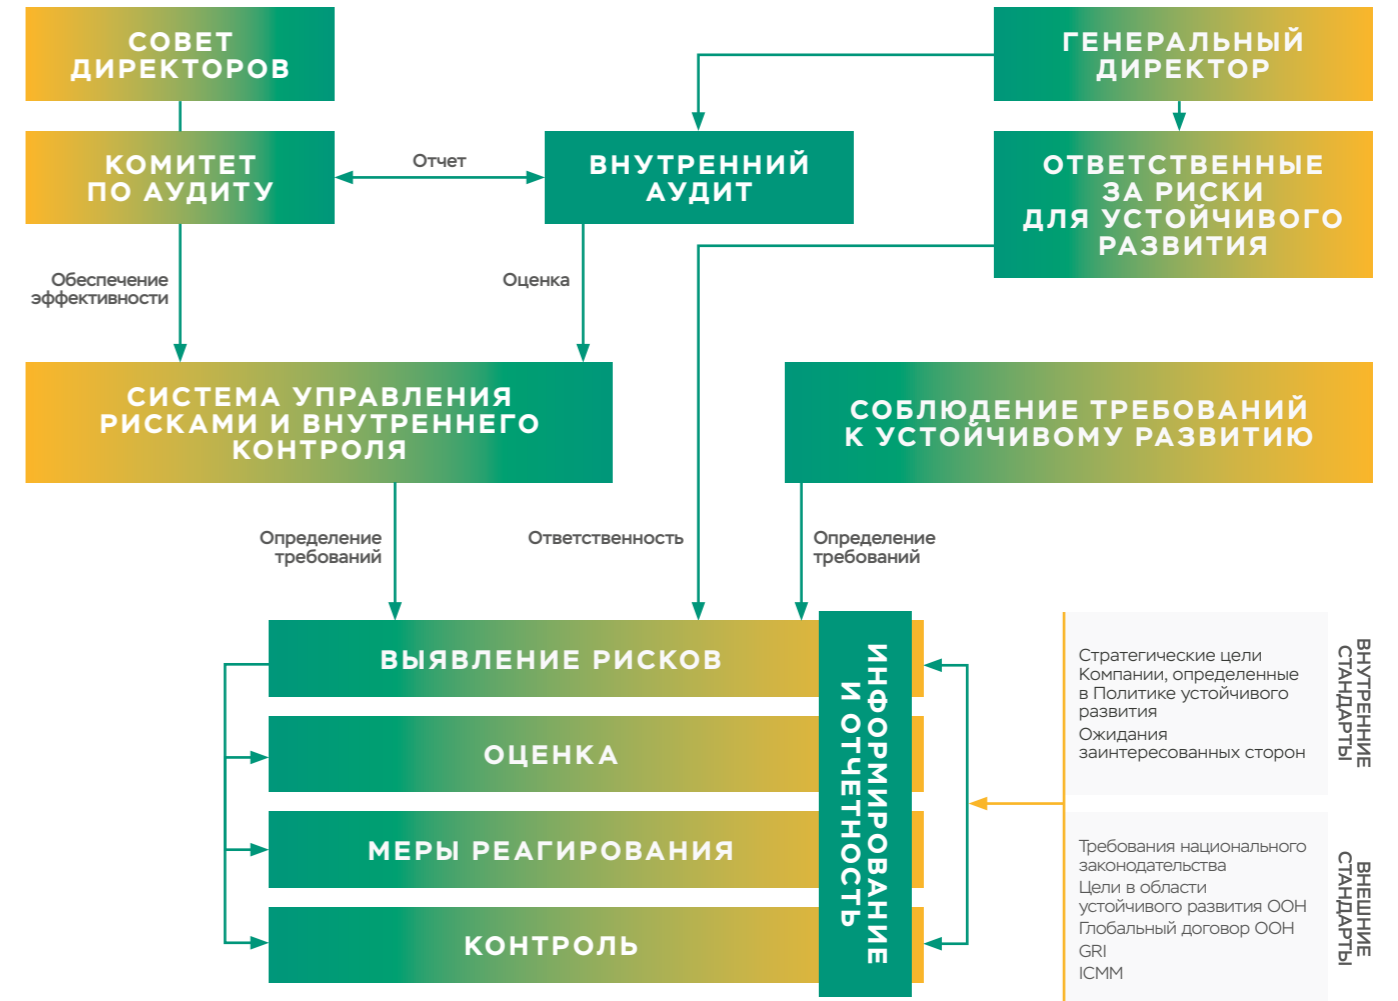 СОВЕТ
ДИРЕКТОРОВ
ГЕНЕРАЛЬНЫЙ
ДИРЕКТОР
КОМИТЕТ
ПО АУДИТУ
Отчет
ВНУТРЕННИЙ
АУДИТ
ОТВЕТСТВЕННЫЕ
ЗА РИСКИ
ДЛЯ УСТОЙЧИВОГО
РАЗВИТИЯ
Обеспечение
эффективности
Оценка
СИСТЕМА УПРАВЛЕНИЯ
РИСКАМИ И ВНУТРЕННЕГО
КОНТРОЛЯ
СОБЛЮДЕНИЕ ТРЕБОВАНИЙ
К УСТОЙЧИВОМУ РАЗВИТИЮ
Определение
требований
Ответственность
Определение
требований
ВЫЯВЛЕНИЕ РИСКОВ
ОЦЕНКА
МЕРЫ РЕАГИРОВАНИЯ
КОНТРОЛЬ
ИНФОРМИРОВАНИЕ
И ОТЧЕТНОСТЬ
Стратегические цели
Компании, определенные
в Политике устойчивого
развития
Ожидания
заинтересованных сторон
ВНУТРЕННИЕ
СТАНДАРТЫ
Требования национального
законодательства
Цели в области
устойчивого развития ООН
Глобальный договор ООН
GRI
ICMM
ВНЕШНИЕ
СТАНДАРТЫ